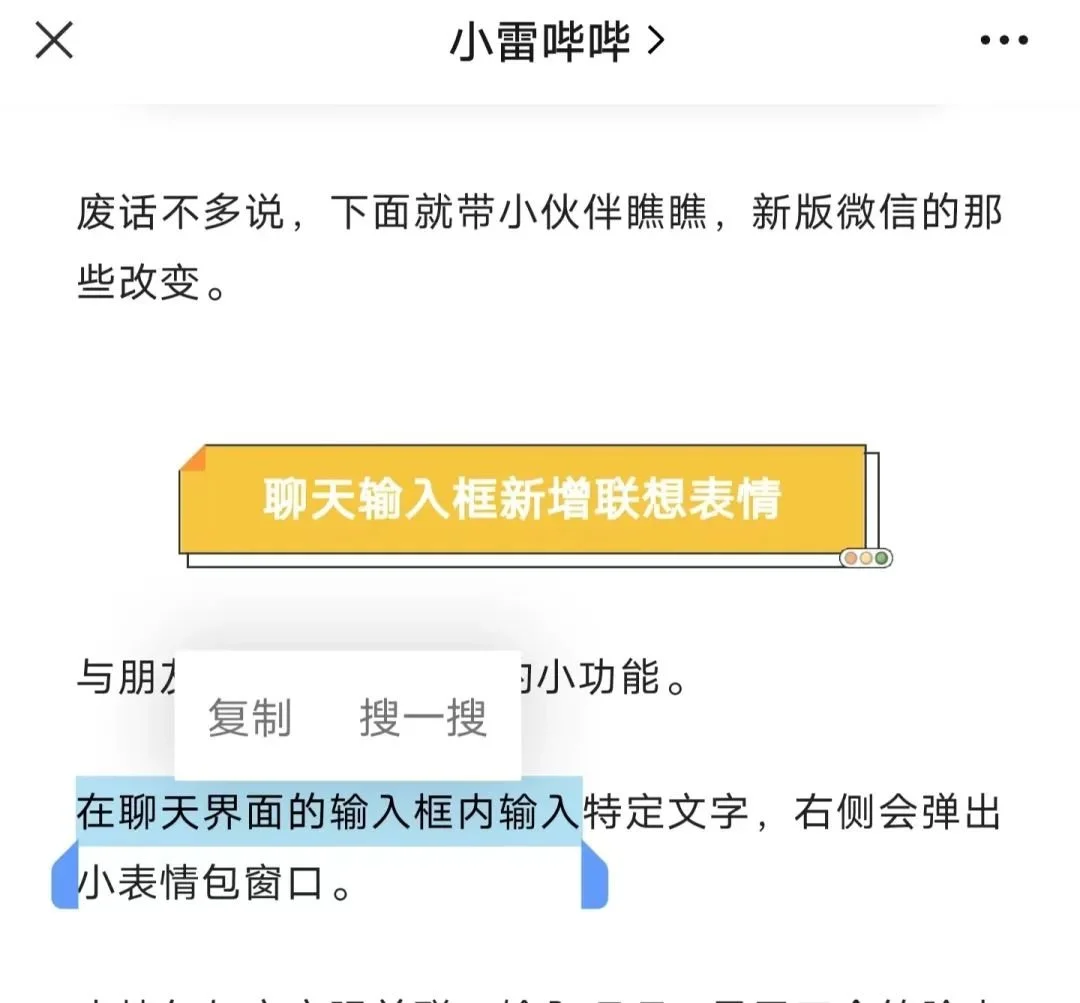 小雷哔哔
废话不多说，下面就带小伙伴瞧瞧，新版微信的那
些改变。
聊天输入框新增联想表情
与朋 的小功能。
复制 搜一搜
在聊天界面的输入框内输入特定文字，右侧会弹出
小表情包窗口。